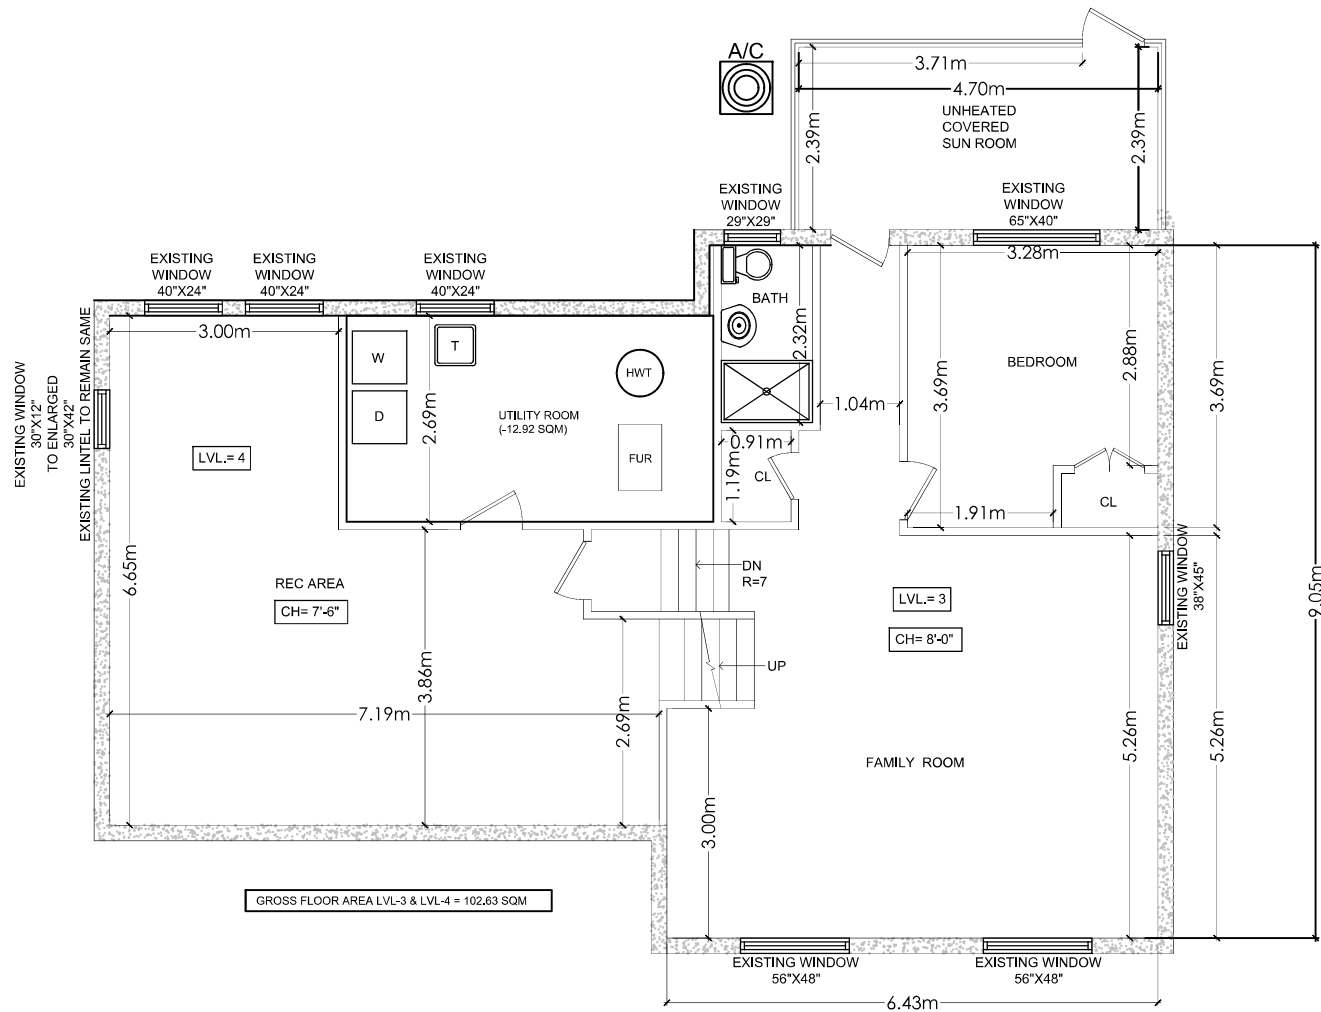 A/C
3.71m
4.70m
UNHEATED
COVERED
SUN ROOM
2.39m
2.39m
EXISTING
WINDOW
29"X29"
EXISTING
WINDOW
65"X40"
3.28m
EXISTING
WINDOW
40"X24"
EXISTING
WINDOW
40"X24"
EXISTING
WINDOW
40"X24"
3.00m
BATH
2.32m
W
D
T
HWT
FUR
UTILITY ROOM
(-12.92 SQM)
2.69m
BEDROOM
2.88m
3.69m
3.69m
1.04m
0.91m
1.19m
CL
1.91m
CL
EXISTING WINDOW
30"X12"
TO ENLARGED
30"X42"
EXISTING LINTEL TO REMAIN SAME
LVL.= 4
6.65m
REC AREA
CH= 7'-6"
DN
R=7
UP
LVL.= 3
CH= 8'-0"
EXISTING WINDOW
38"X45"
9.05m
3.86m
7.19m
2.69m
3.00m
FAMILY ROOM
5.26m
5.26m
GROSS FLOOR AREA LVL-3 & LVL-4 = 102.63 SQM
EXISTING WINDOW
56"X48"
EXISTING WINDOW
56"X48"
6.43m